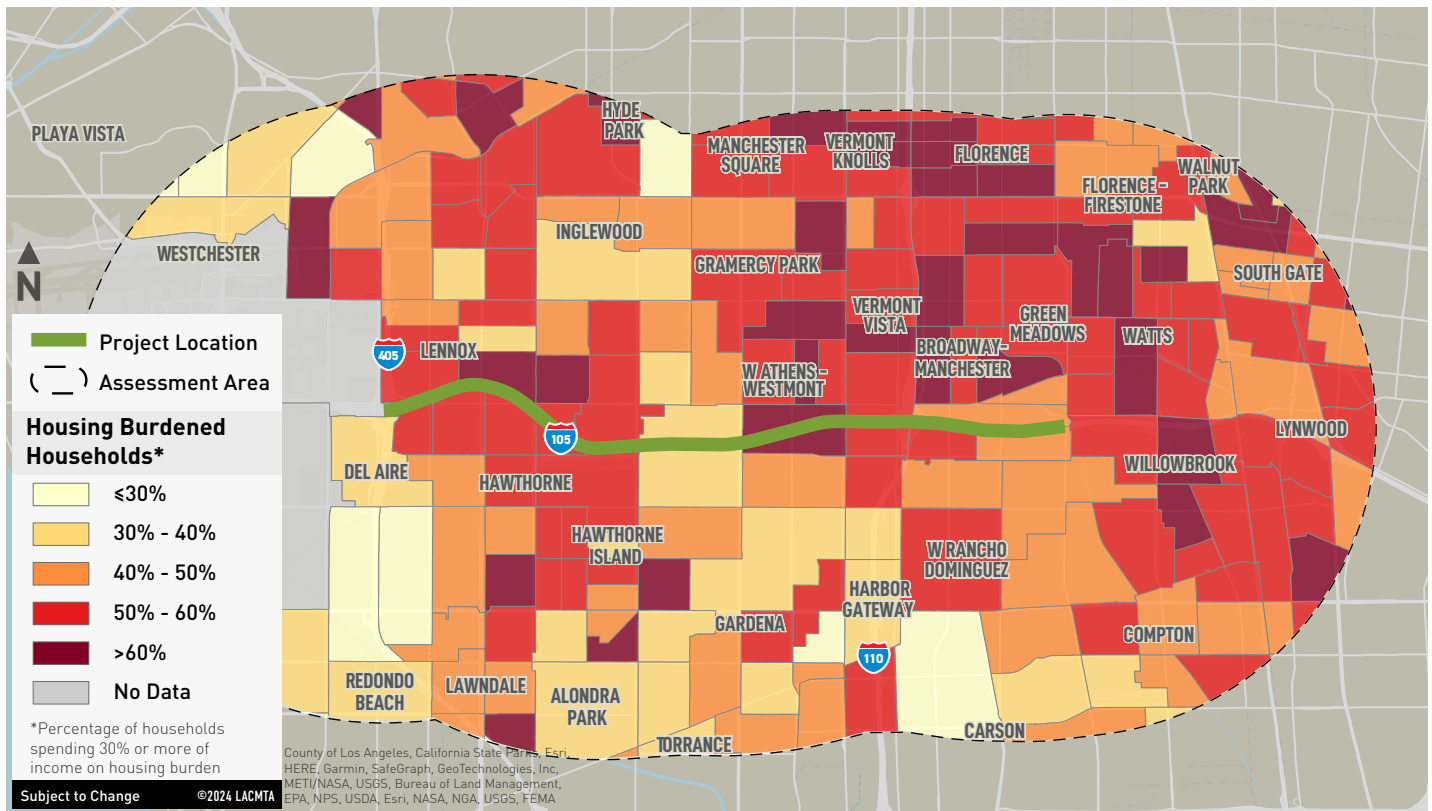 PLAYA VISTA
HYDE
PARK
MANCHESTER
SQUARE
VERMONT
KNOLLS
FLORENCE
WALNUT
PARK
FLORENCE -
FIRESTONE
WESTCHESTER
INGLEWOOD
GRAMERCY PARK
SOUTH GATE
N
VERMONT
VISTA
GREEN
MEADOWS
WATTS
LENNOX
405
BROADWAY-
MANCHESTER
W ATHENS -
WESTMONT
105
LYNWOOD
DEL AIRE
HAWTHORNE
WILLOWBROOK
HAWTHORNE
ISLAND
W RANCHO
DOMINGUEZ
HARBOR
GATEWAY
GARDENA
COMPTON
110
REDONDO
BEACH
LAWNDALE
ALONDRA
PARK
CARSON
TORRANCE
Project Location
Assessment Area
Housing Burdened
Households*
≤30%
30% - 40%
40% - 50%
50% - 60%
>60%
No Data
*Percentage of households
spending 30% or more of
income on housing burden
Subject to Change ©2024 LACMTA
County of Los Angeles, California State Parks, Esri,
HERE, Garmin, SafeGraph, GeoTechnologies, Inc,
METI/NASA, USGS, Bureau of Land Management,
EPA, NPS, USDA, Esri, NASA, NGA, USGS, FEMA